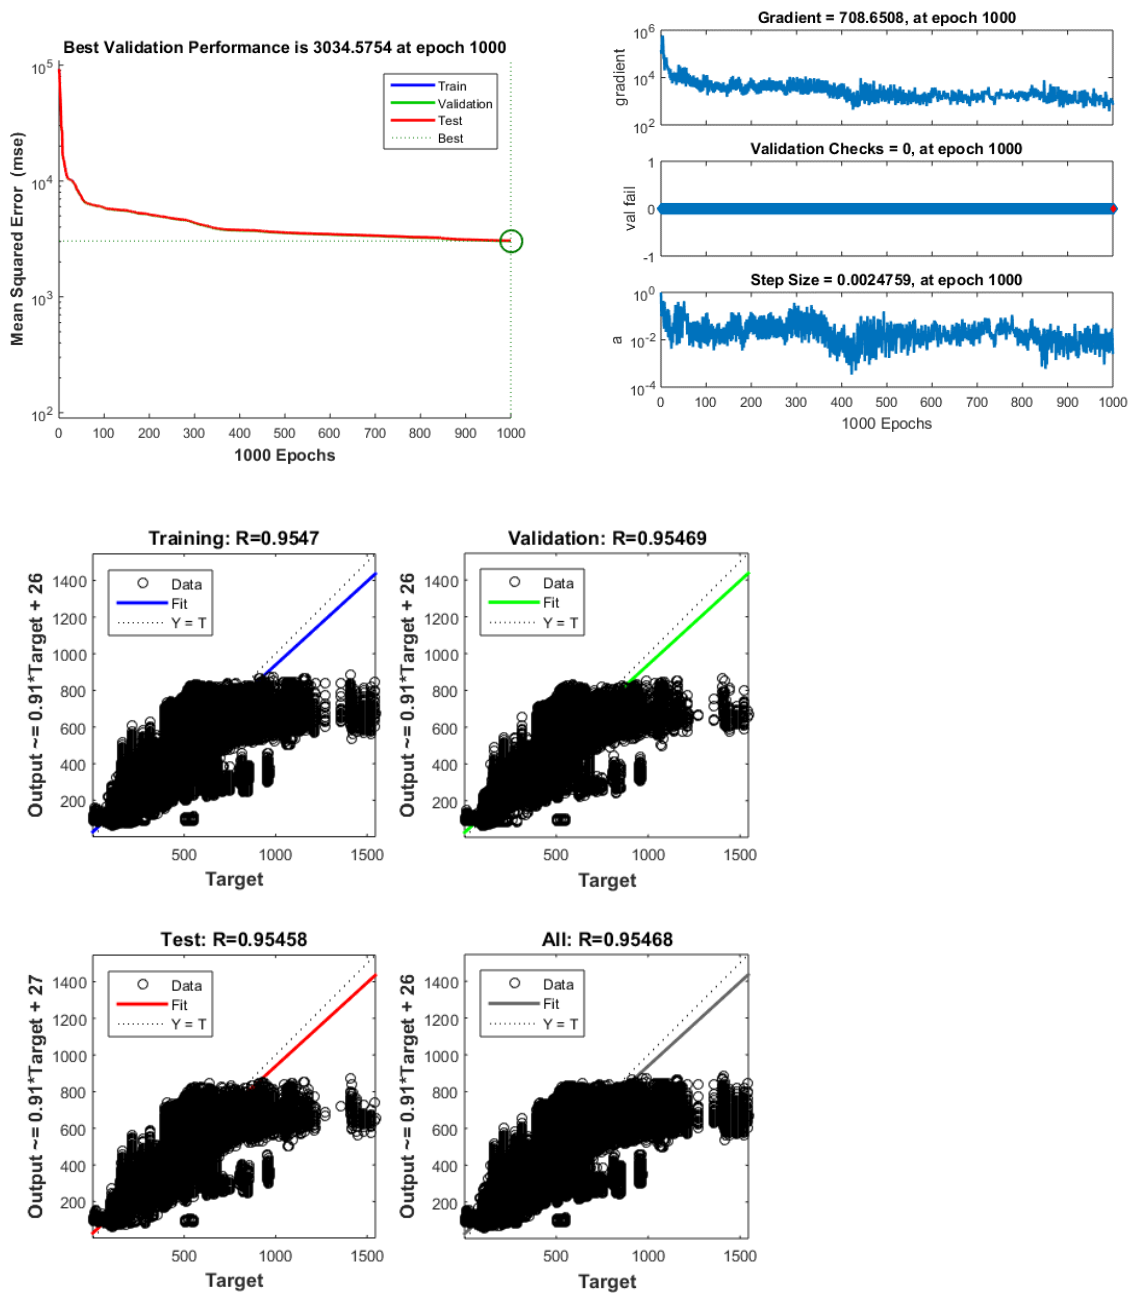 Best Validation Performance is 3034.5754 at epoch 1000
10^5
10^4
10^3
10^2
Mean Squared Error (mse)
Train
Validation
Test
Best
0 100 200 300 400 500 600 700 800 900 1000
1000 Epochs
Gradient = 708.6508, at epoch 1000
10^6
10^4
10^2
gradient
Validation Checks = 0, at epoch 1000
1
0
-1
val fail
Step Size = 0.0024759, at epoch 1000
10^0
10^-2
10^-4
a
0 100 200 300 400 500 600 700 800 900 1000
1000 Epochs
Training: R=0.9547
Output ~= 0.91*Target + 26
1400
1200
1000
800
600
400
200
Data
Fit
Y = T
500 1000 1500
Target
Validation: R=0.95469
Output ~= 0.91*Target + 26
1400
1200
1000
800
600
400
200
Data
Fit
Y = T
500 1000 1500
Target
Test: R=0.95458
Output ~= 0.91*Target + 27
1400
1200
1000
800
600
400
200
Data
Fit
Y = T
500 1000 1500
Target
All: R=0.95468
Output ~= 0.91*Target + 26
1400
1200
1000
800
600
400
200
Data
Fit
Y = T
500 1000 1500
Target